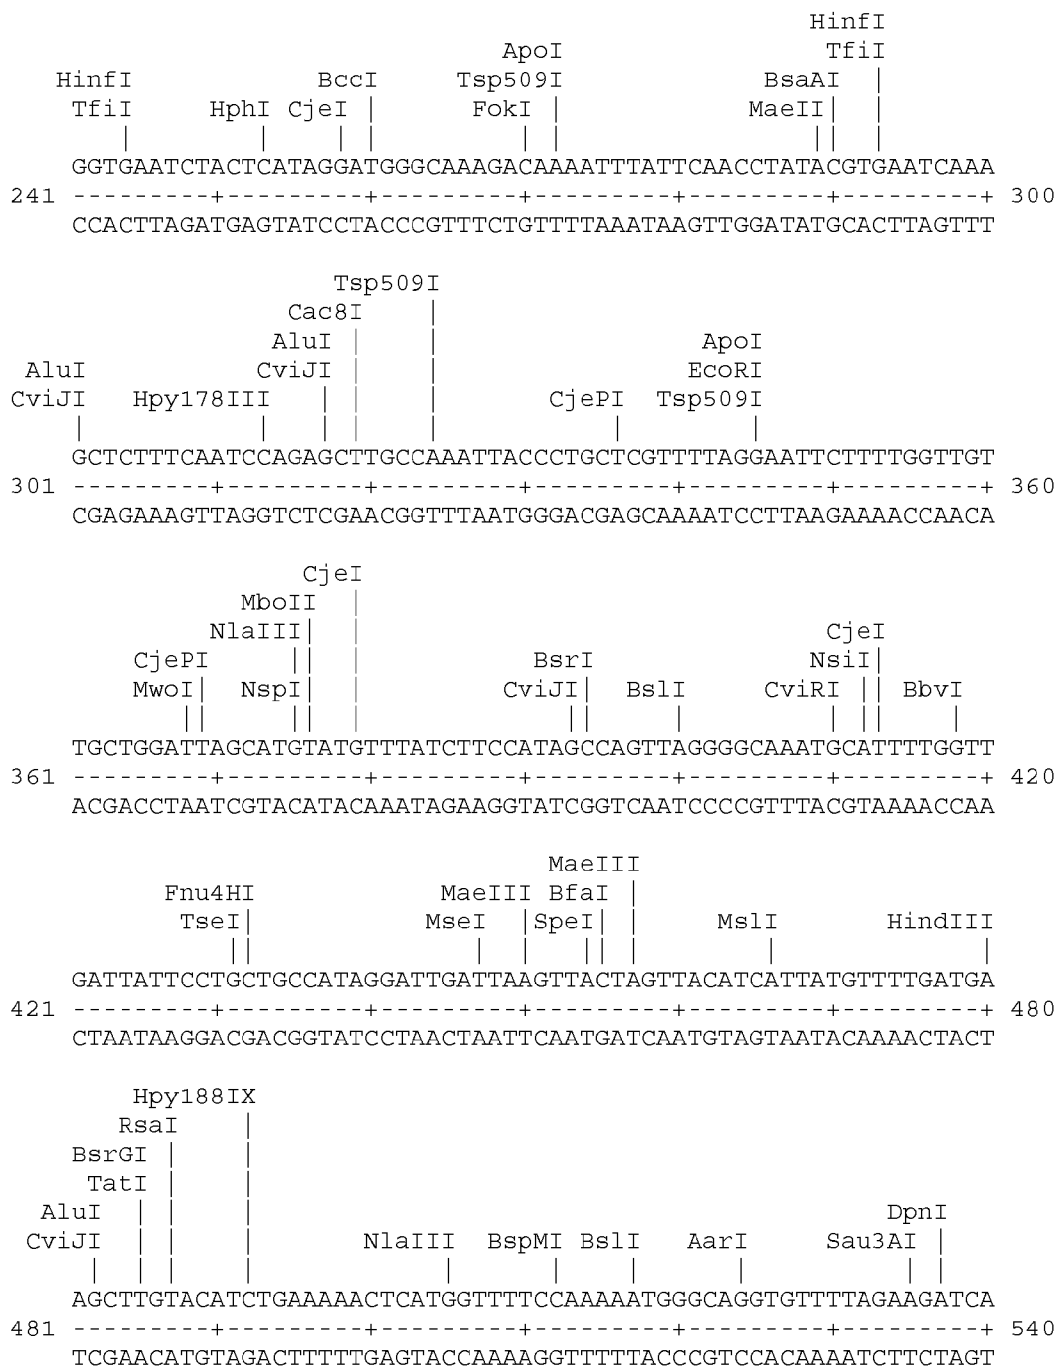 HinfI
ApoI TfiI
HinfI BccI Tsp509I BsaAI |
TfiI HphI CjeI | FokI | MaeII | |
| | | | | | || |
GGTGAATCTACTCATAGGATGGGCAAAGACAAAATTTATTCAACCTATACGTGAATCAAA
241 ---------+---------+---------+---------+---------+---------+ 300
CCACTTAGATGAGTATCCTACCCGTTTCTGTTTTAAATAAGTTGGATATGCACTTAGTTT
Tsp509I
Cac8I |
AluI | | ApoI
AluI CviJI | | EcoRI
CviJI Hpy178III | | | CjePI Tsp509I
| | | | | | |
GCTCTTTCAATCCAGAGCTTGCCAAATTACCCTGCTCGTTTTAGGAATTCTTTTGGTTGT
301 ---------+---------+---------+---------+---------+---------+ 360
CGAGAAAGTTAGGTCTCGAACGGTTTAATGGGACGAGCAAAATCCTTAAGAAAACCAACA
CjeI
MboII |
NlaIII| | CjeI
CjePI || | BsrI NsiI|
MwoI| NspI|| | CviJI| BslI CviRI || BbvI
|| || | || | | || |
TGCTGGATTAGCATGTATGTTTATCTTCCATAGCCAGTTAGGGGCAAATGCATTTTGGTT
361 ---------+---------+---------+---------+---------+---------+ 420
ACGACCTAATCGTACATACAAATAGAAGGTATCGGTCAATCCCCGTTTACGTAAAACCAA
MaeIII
Fnu4HI MaeIII BfaI |
TseI| MseI |SpeI| | MslI HindIII
|| | | || | | |
GATTATTCCTGCTGCCATAGGATTGATTAAGTTACTAGTTACATCATTATGTTTTGATGA
421 ---------+---------+---------+---------+---------+---------+ 480
CTAATAAGGACGACGGTATCCTAACTAATTCAATGATCAATGTAGTAATACAAAACTACT
Hpy188IX
RsaI |
BsrGI | |
TatI | |
AluI | | | DpnI
CviJI | | | NlaIII BspMI BslI AarI Sau3AI |
| | | | | | | | | |
AGCTTGTACATCTGAAAAACTCATGGTTTTCCAAAAATGGGCAGGTGTTTTAGAAGATCA
481 ---------+---------+---------+---------+---------+---------+ 540
TCGAACATGTAGACTTTTTGAGTACCAAAAGGTTTTTACCCGTCCACAAAATCTTCTAGT